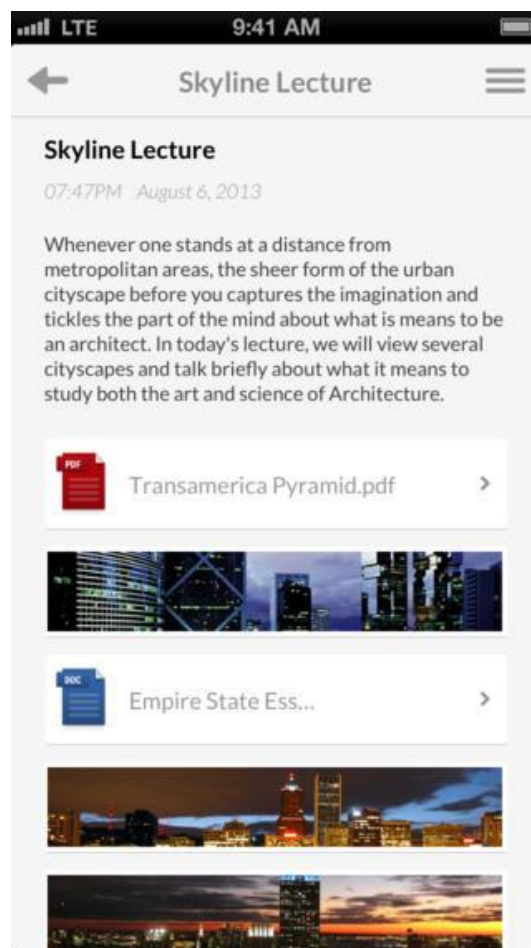 LTE 9:41 AM
Skyline Lecture
Skyline Lecture
07:47PM August 6, 2013
Whenever one stands at a distance from
metropolitan areas, the sheer form of the urban
cityscape before you captures the imagination and
tickles the part of the mind about what is means to be
an architect. In today's lecture, we will view several
cityscapes and talk briefly about what it means to
study both the art and science of Architecture.
PDF
Transamerica Pyramid.pdf
DOC
Empire State Ess...